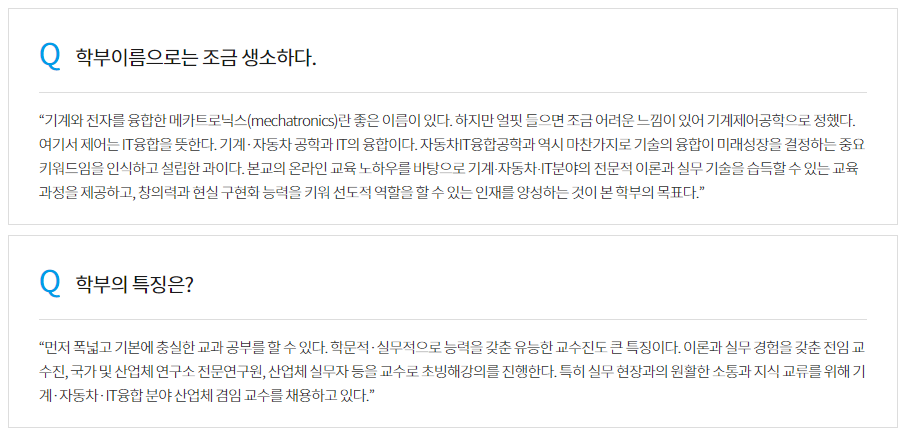 Q 학부이름으로는 조금 생소하다.
“기계와 전자를 융합한 메카트로닉스(mechatronics)란 좋은 이름이 있다. 하지만 얼핏 들으면 조금 어려운 느낌이 있어 기계제어공학으로 정했다.
여기서 제어는 IT융합을 뜻한다. 기계·자동차 공학과 IT의 융합이다. 자동차IT융합공학과 역시 마찬가지로 기술의 융합이 미래성장을 결정하는 중요
키워드임을 인식하고 설립한 과이다. 본교의 온라인 교육 노하우를 바탕으로 기계·자동차·IT분야의 전문적 이론과 실무 기술을 습득할 수 있는 교육
과정을 제공하고, 창의력과 현실 구현화 능력을 키워 선도적 역할을 할 수 있는 인재를 양성하는 것이 본 학부의 목표다.”
Q 학부의 특징은?
“먼저 폭넓고 기본에 충실한 교과 공부를 할 수 있다. 학문적·실무적으로 능력을 갖춘 유능한 교수진도 큰 특징이다. 이론과 실무 경험을 갖춘 전임 교
수진, 국가 및 산업체 연구소 전문연구원, 산업체 실무자 등을 교수로 초빙해강의를 진행한다. 특히 실무 현장과의 원활한 소통과 지식 교류를 위해 기
계·자동차·IT융합 분야 산업체 겸임 교수를 채용하고 있다.”